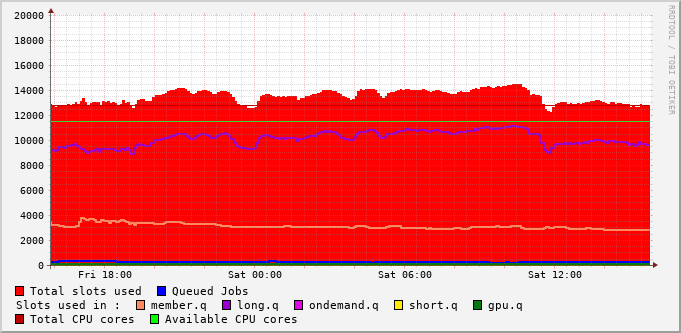 RRDTOOL / TOBI OETIKER
20000
18000
16000
14000
12000
10000
8000
6000
4000
2000
0
Fri 18:00 Sat 00:00 Sat 06:00 Sat 12:00
Total slots used Queued Jobs
Slots used in : member.q long.q ondemand.q short.q gpu.q
Total CPU cores Available CPU cores